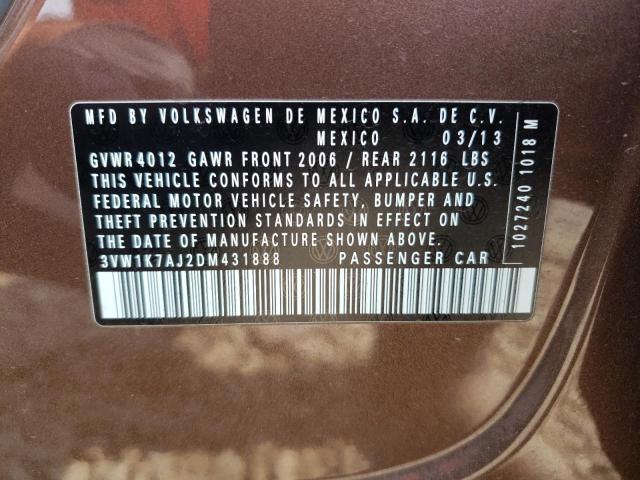 MFD BY VOLKSWAGEN DE MEXICO S.A. DE C.V.
MEXICO 03/13
GVWR 4012 GAWR FRONT 2006 / REAR 2116 LBS
THIS VEHICLE CONFORMS TO ALL APPLICABLE U.S.
FEDERAL MOTOR VEHICLE SAFETY, BUMPER AND
THEFT PREVENTION STANDARDS IN EFFECT ON
THE DATE OF MANUFACTURE SHOWN ABOVE.
3VW1K7AJ2DM431888 PASSENGER CAR
1027240 1018 M